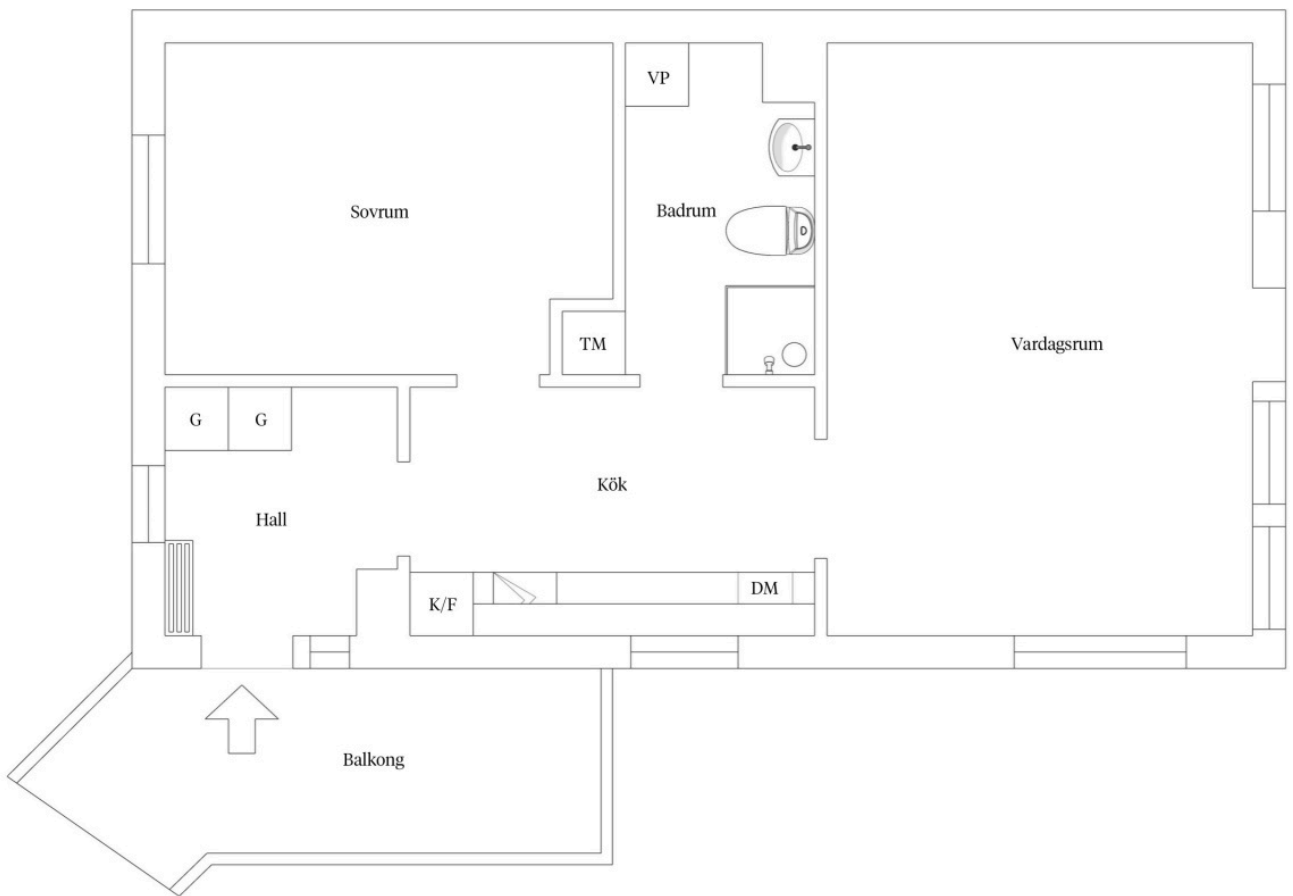 VP
Sovrum
Badrum
TM
Vardagsrum
G
G
Kök
Hall
K/F
DM
Balkong